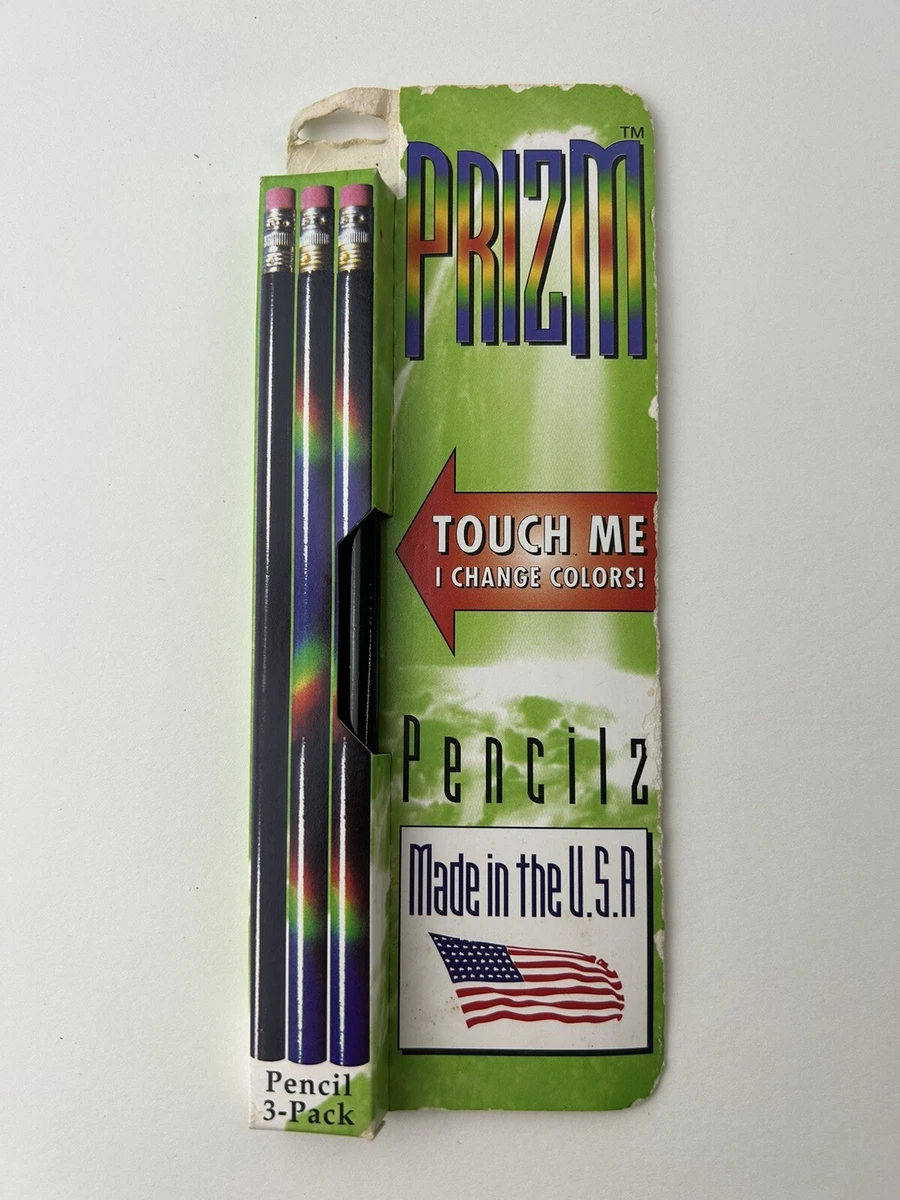 PRIZM™
TOUCH ME
I CHANGE COLORS!
Pencilz
Made in the U.S.A
Pencil
3-Pack